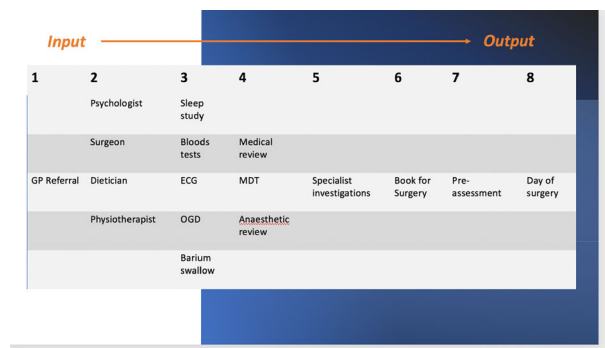 Input Output
1 2 3 4 5 6 7 8
Psychologist Sleep
study
Surgeon Bloods Medical
tests review
GP Referral Dietician ECG MDT Specialist Book for Pre- Day of
investigations Surgery assessment surgery
Physiotherapist OGD Anaesthetic
review
Barium
swallow